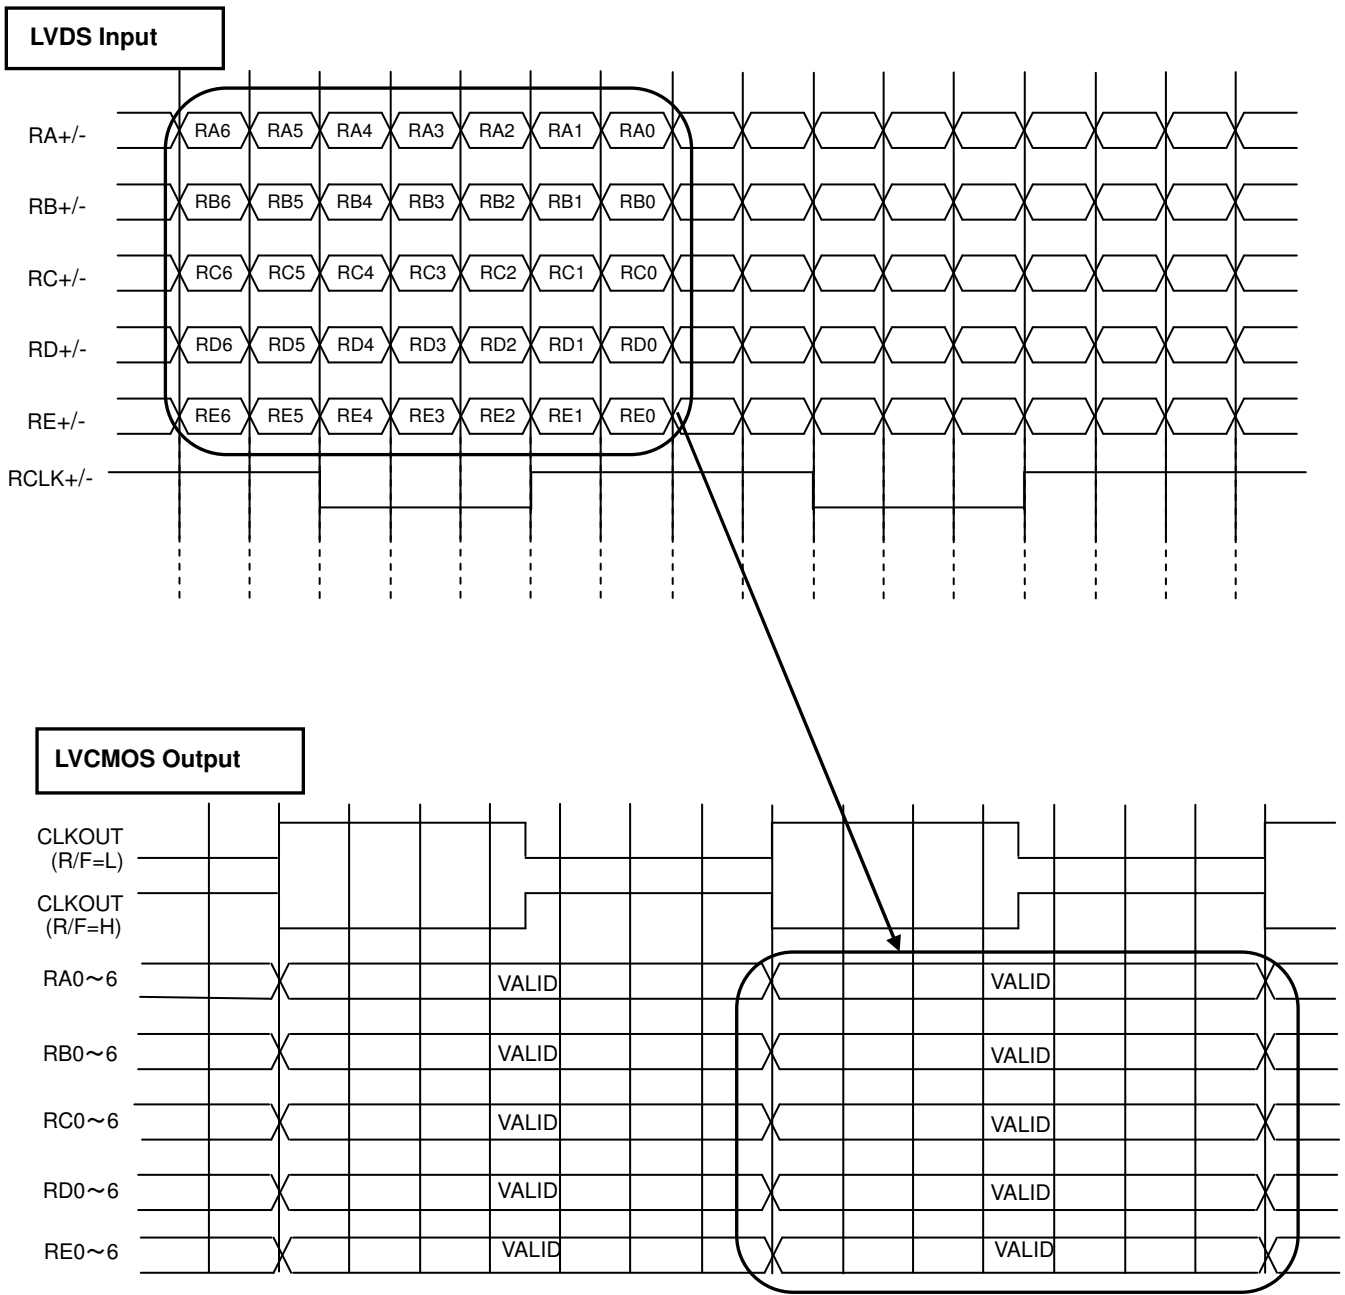 LVDS Input
RA+/- RA6 RA5 RA4 RA3 RA2 RA1 RA0
RB+/- RB6 RB5 RB4 RB3 RB2 RB1 RB0
RC+/- RC6 RC5 RC4 RC3 RC2 RC1 RC0
RD+/- RD6 RD5 RD4 RD3 RD2 RD1 RD0
RE+/- RE6 RE5 RE4 RE3 RE2 RE1 RE0
RCLK+/-
LVCMOS Output
CLKOUT
(R/F=L)
CLKOUT
(R/F=H)
RA0～6 VALID VALID
RB0～6 VALID VALID
RC0～6 VALID VALID
RD0～6 VALID VALID
RE0～6 VALID VALID